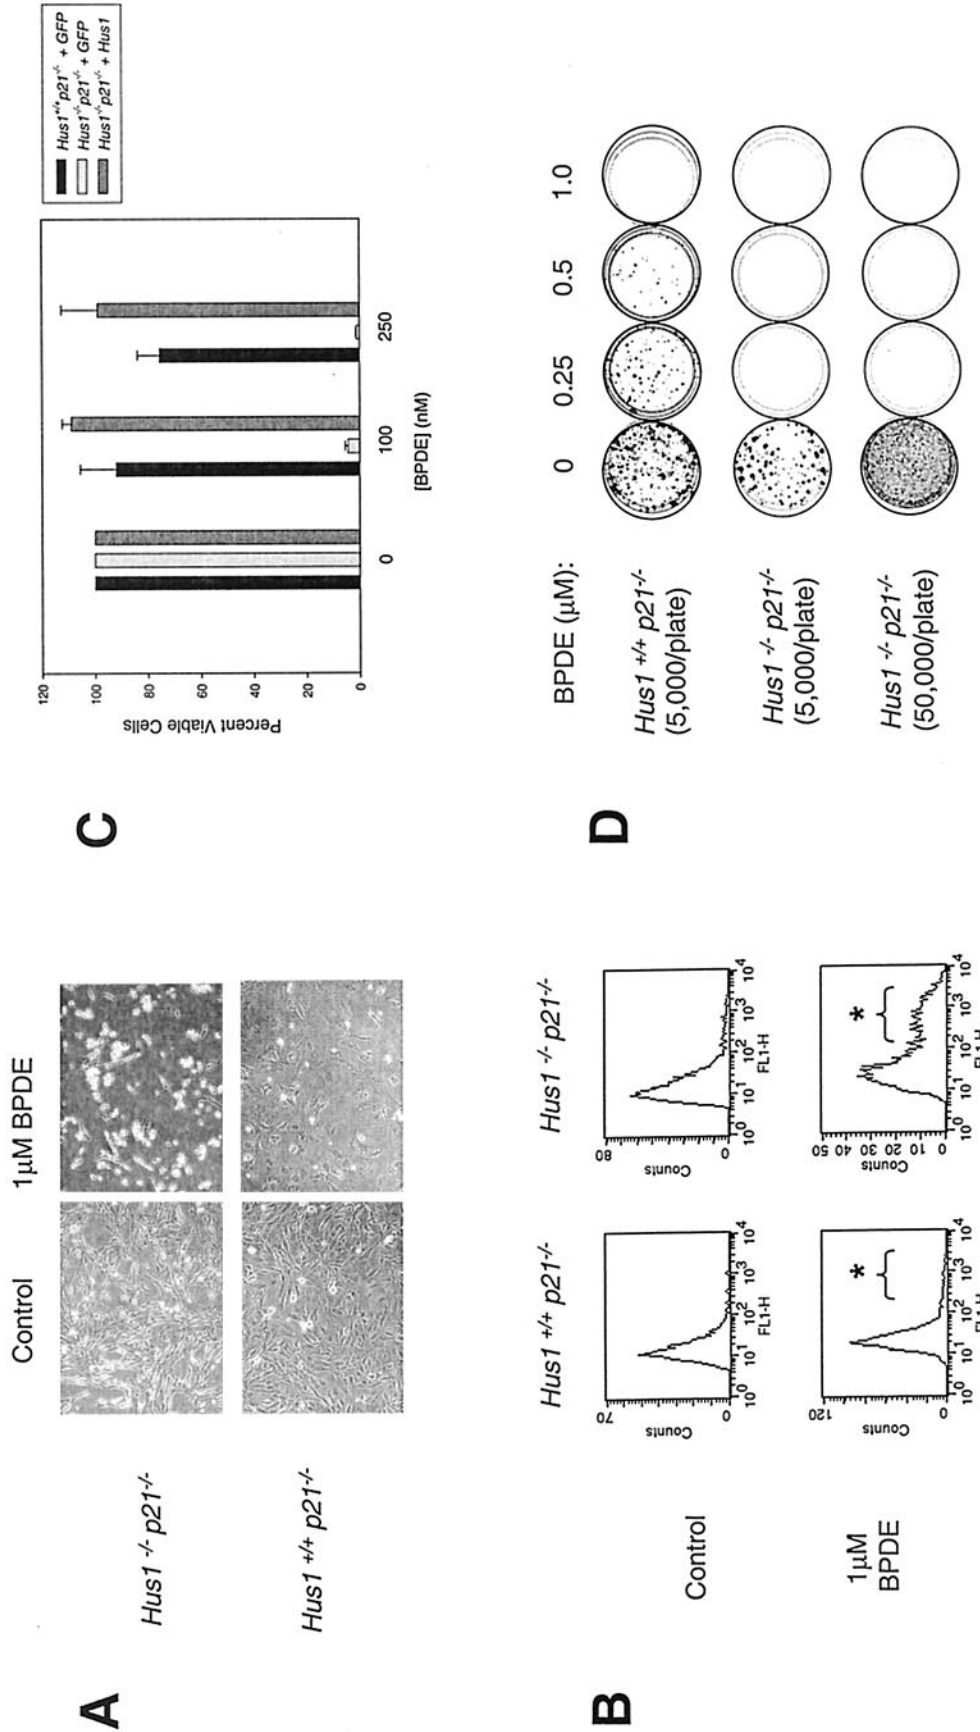 A
Control
1µM BPDE
Hus1 -/- p21-/-
Hus1 +/+ p21-/-
B
Hus1 +/+ p21-/-
Hus1 -/- p21-/-
Control
70
Counts
0
10^0 10^1 10^2 10^3 10^4
FL1-H
80
Counts
0
10^0 10^1 10^2 10^3 10^4
FL1-H
1µM
BPDE
120
Counts
0
*
10^0 10^1 10^2 10^3 10^4
FL1-H
50
40
30
20
10
0
Counts
*
10^0 10^1 10^2 10^3 10^4
FL1-H
C
Hus1+/+p21-/- + GFP
Hus1-/-p21-/- + GFP
Hus1-/-p21-/- + Hus1
120
100
80
60
40
20
0
Percent Viable Cells
0 100 250
[BPDE] (nM)
D
BPDE (µM): 0 0.25 0.5 1.0
Hus1 +/+ p21-/-
(5,000/plate)
Hus1 -/- p21-/-
(5,000/plate)
Hus1 -/- p21-/-
(50,000/plate)